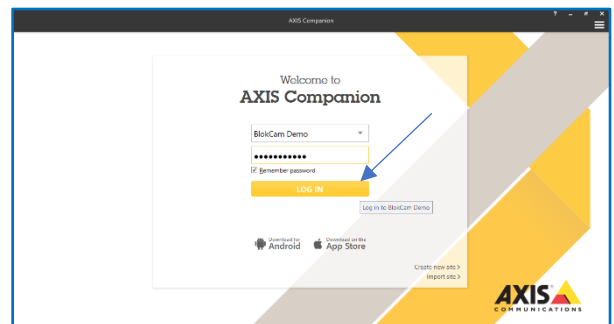 AXIS Companion
?
Welcome to
AXIS Companion
BlokCam Demo
Remember password
LOG IN
Log in to BlokCam Demo
Download for
Android
Download on the
App Store
Create new site >
Import site >
AXIS
COMMUNICATIONS